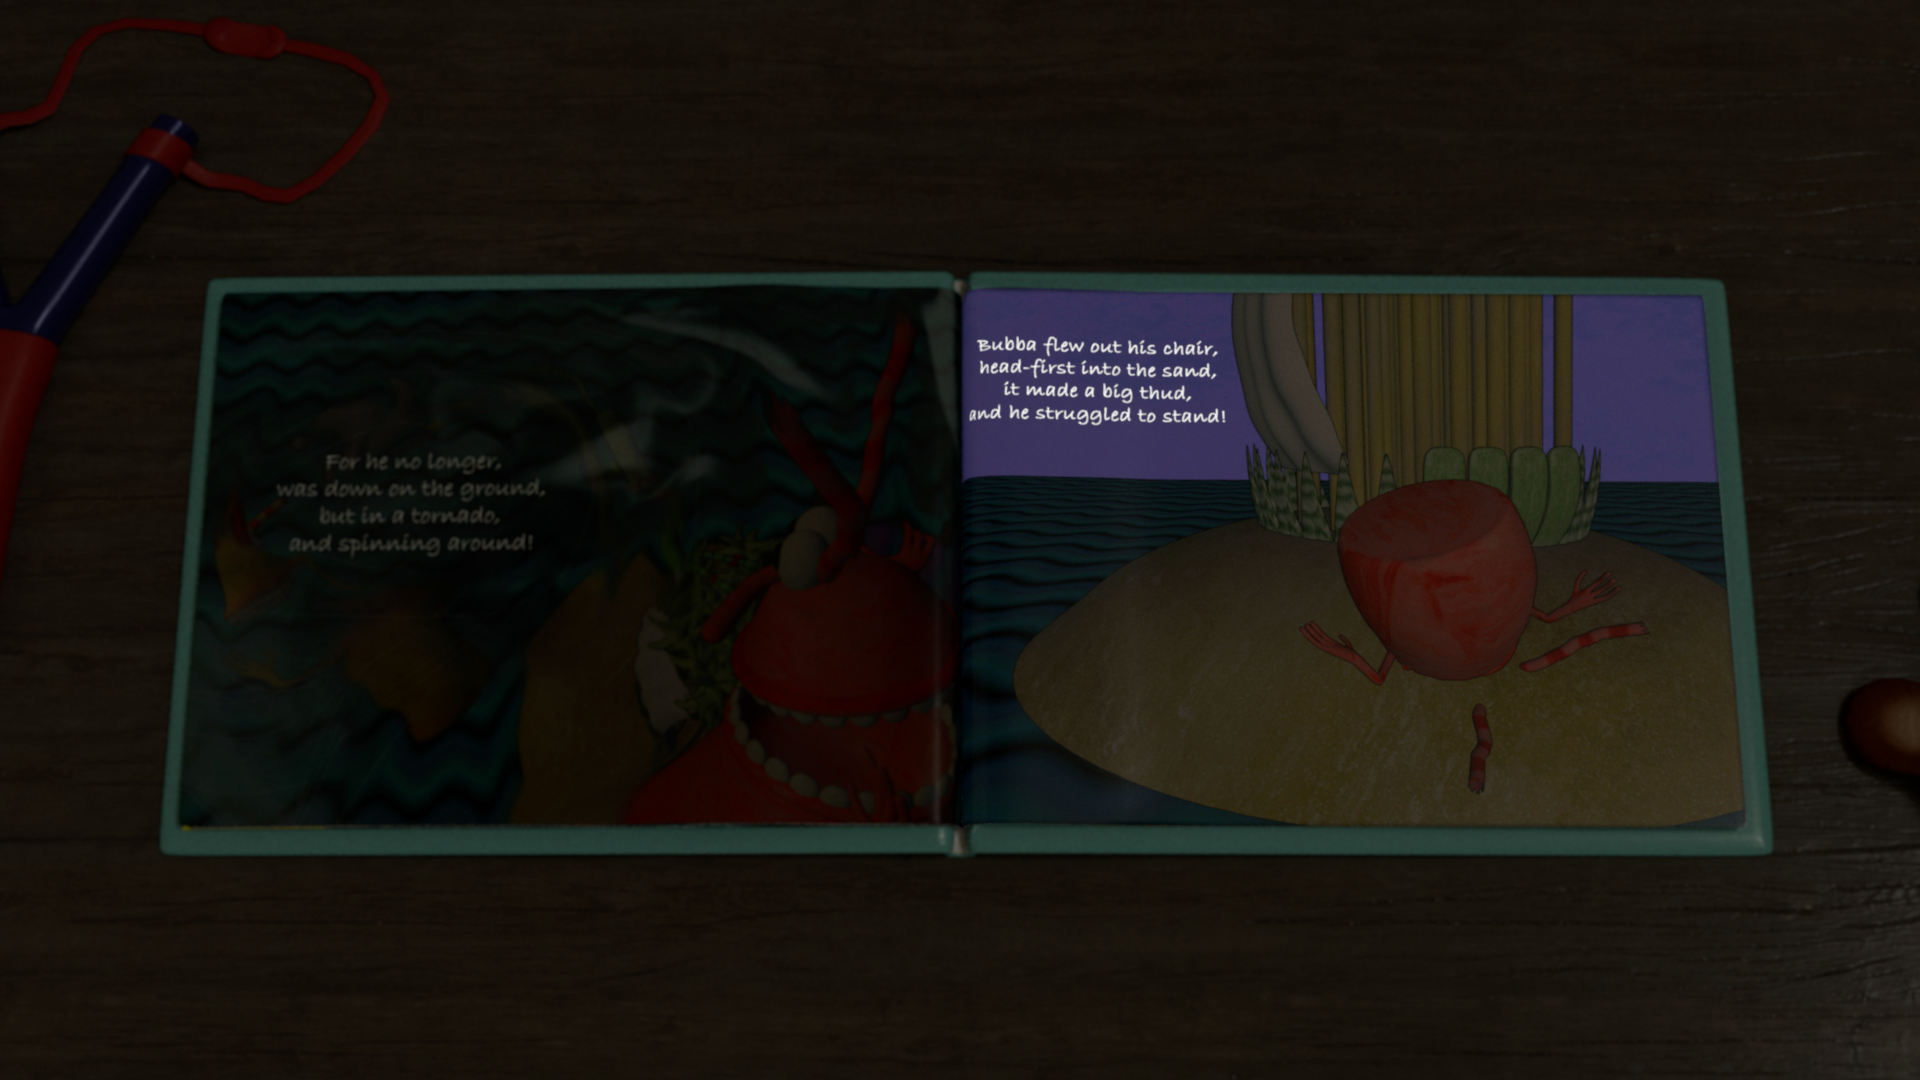 For he no longer,
was down on the ground,
but in a tornado,
and spinning around!
Bubba flew out his chair,
head-first into the sand,
it made a big thud,
and he struggled to stand!